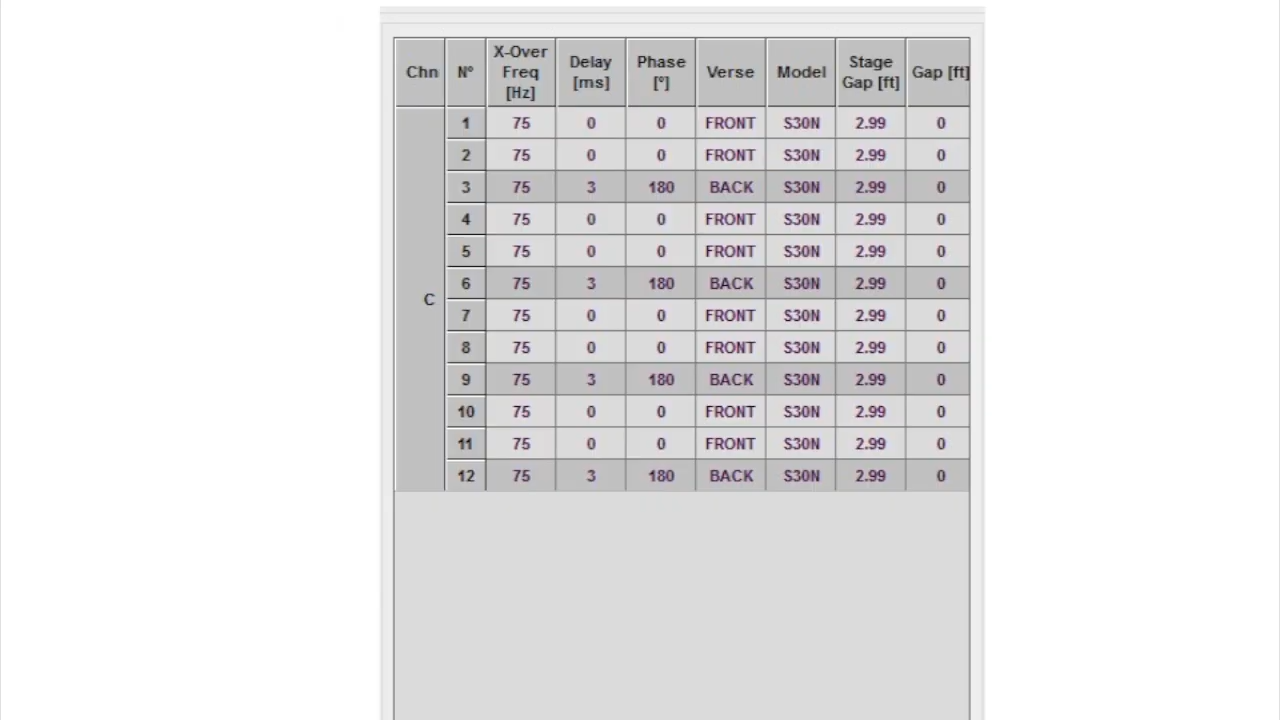 Chn Nº X-Over Freq [Hz] Delay [ms] Phase [º] Verse Model Stage Gap [ft] Gap [ft]
C
1 75 0 0 FRONT S30N 2.99 0
2 75 0 0 FRONT S30N 2.99 0
3 75 3 180 BACK S30N 2.99 0
4 75 0 0 FRONT S30N 2.99 0
5 75 0 0 FRONT S30N 2.99 0
6 75 3 180 BACK S30N 2.99 0
7 75 0 0 FRONT S30N 2.99 0
8 75 0 0 FRONT S30N 2.99 0
9 75 3 180 BACK S30N 2.99 0
10 75 0 0 FRONT S30N 2.99 0
11 75 0 0 FRONT S30N 2.99 0
12 75 3 180 BACK S30N 2.99 0